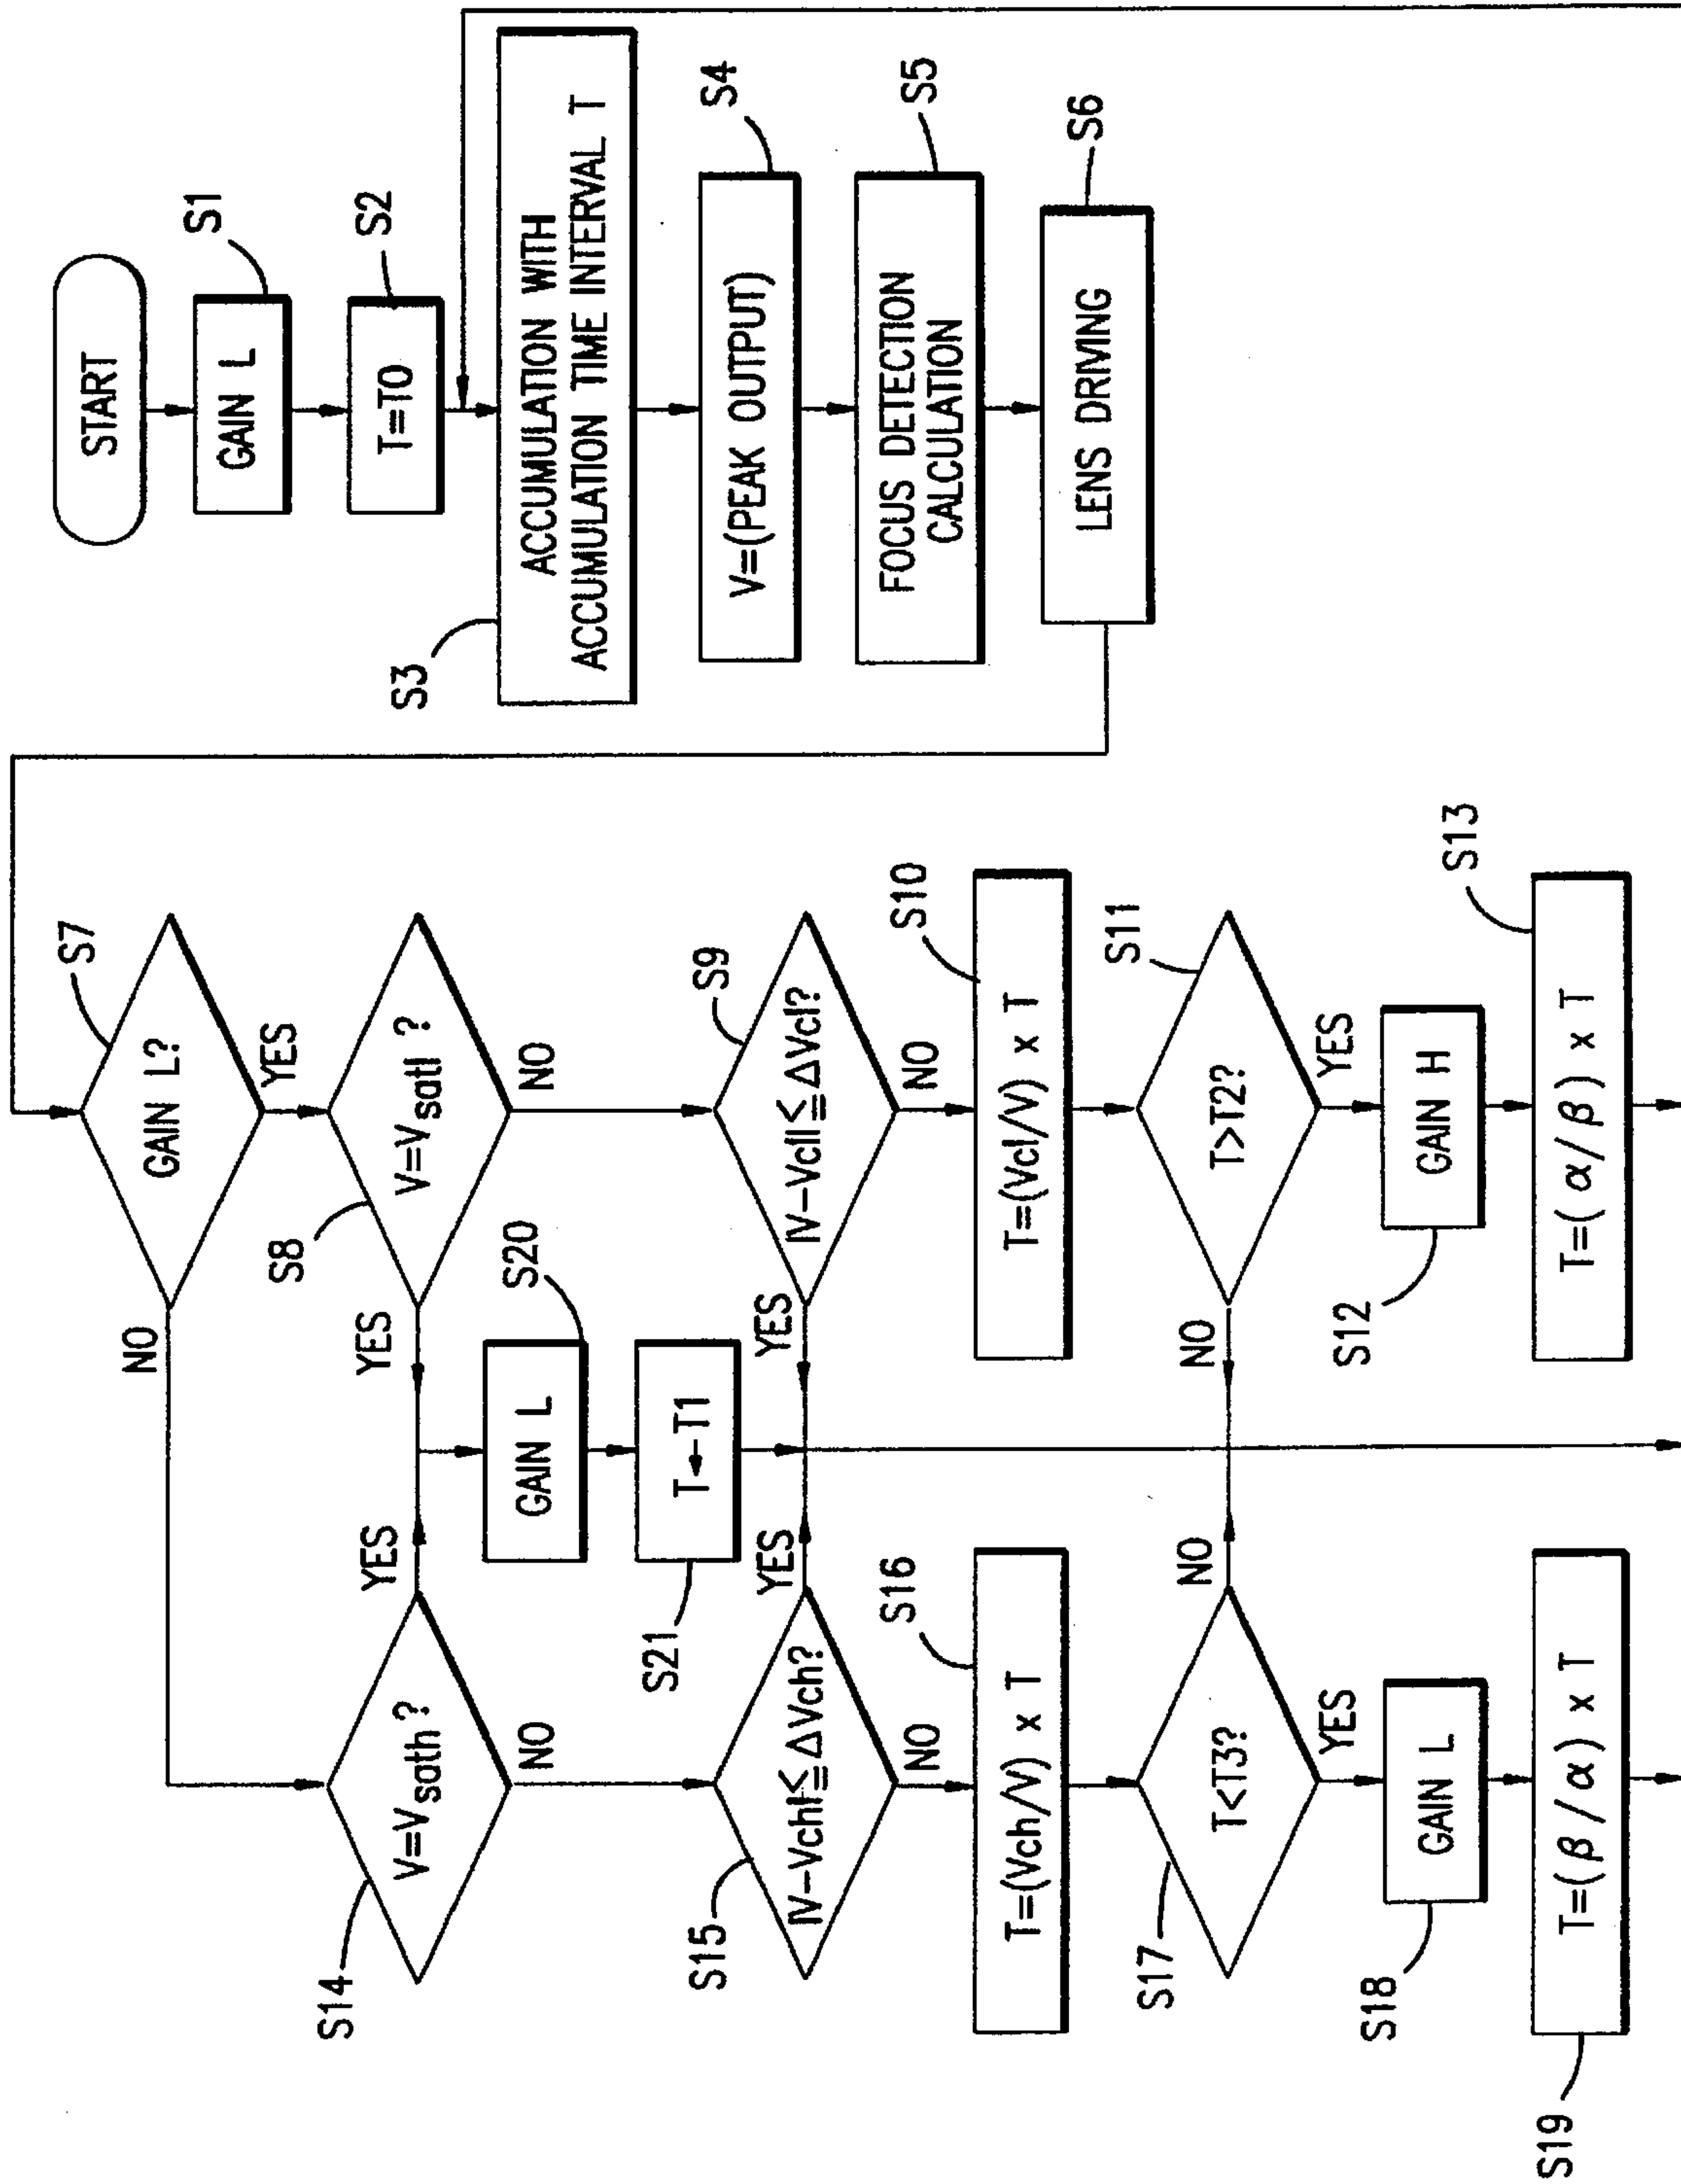 START
S1
GAIN L
S2
T=T0
S3
ACCUMULATION WITH
ACCUMULATION TIME INTERVAL T
S4
V=(PEAK OUTPUT)
S5
FOCUS DETECTION
CALCULATION
S6
LENS DRIVING
S7
GAIN L?
NO
YES
S8
V=Vsatl ?
YES
NO
S14
V=Vsath ?
YES
NO
S20
GAIN L
S21
T←T1
S9
|V-Vcl|≦ΔVcl?
YES
NO
S15
|V-Vch|≦ΔVch?
YES
NO
S10
T=(Vcl/V) x T
S16
T=(Vch/V) x T
S11
T>T2?
NO
YES
S17
T<T3?
NO
YES
S12
GAIN H
S18
GAIN L
S13
T=( α/β ) x T
S19
T=( β/α ) x T